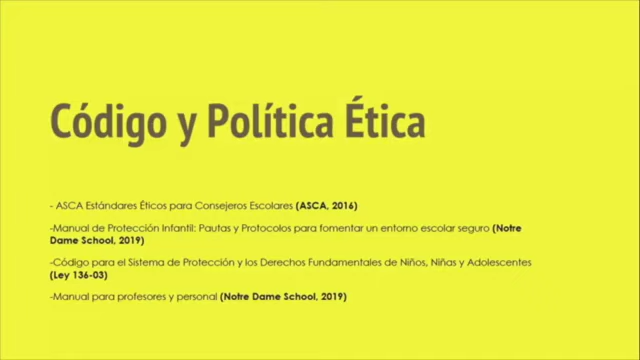 Código y Política Ética
- ASCA Estándares Éticos para Consejeros Escolares (ASCA, 2016)
-Manual de Protección Infantil: Pautas y Protocolos para fomentar un entorno escolar seguro (Notre
Dame School, 2019)
-Código para el Sistema de Protección y los Derechos Fundamentales de Niños, Niñas y Adolescentes
(Ley 136-03)
-Manual para profesores y personal (Notre Dame School, 2019)